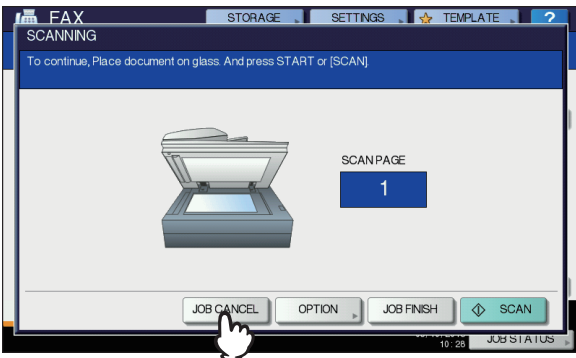 FAX
STORAGE
SETTINGS
TEMPLATE
?
SCANNING
To continue, Place document on glass. And press START or [SCAN].
SCAN PAGE
1
JOB CANCEL
OPTION
JOB FINISH
SCAN
10:28
JOB STATUS